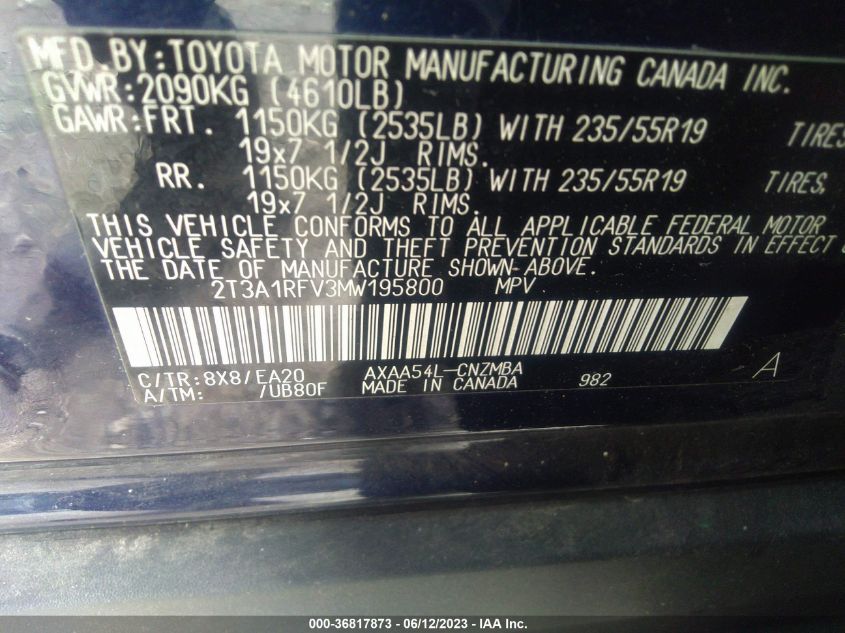 MFD.BY:TOYOTA MOTOR MANUFACTURING CANADA INC.
GVWR:2090KG (4610LB)
GAWR:FRT. 1150KG (2535LB) WITH 235/55R19 TIRES,
19x7 1/2J RIMS.
RR. 1150KG (2535LB) WITH 235/55R19 TIRES,
19x7 1/2J RIMS.
THIS VEHICLE CONFORMS TO ALL APPLICABLE FEDERAL MOTOR
VEHICLE SAFETY AND THEFT PREVENTION STANDARDS IN EFFECT
THE DATE OF MANUFACTURE SHOWN-ABOVE.
2T3A1RFV3MW195800 MPV
C/TR:8X8/EA20 AXAA54L-CNZMBA A
A/TM: /UB80F MADE IN CANADA 982
000-36817873 - 06/12/2023 - IAA Inc.